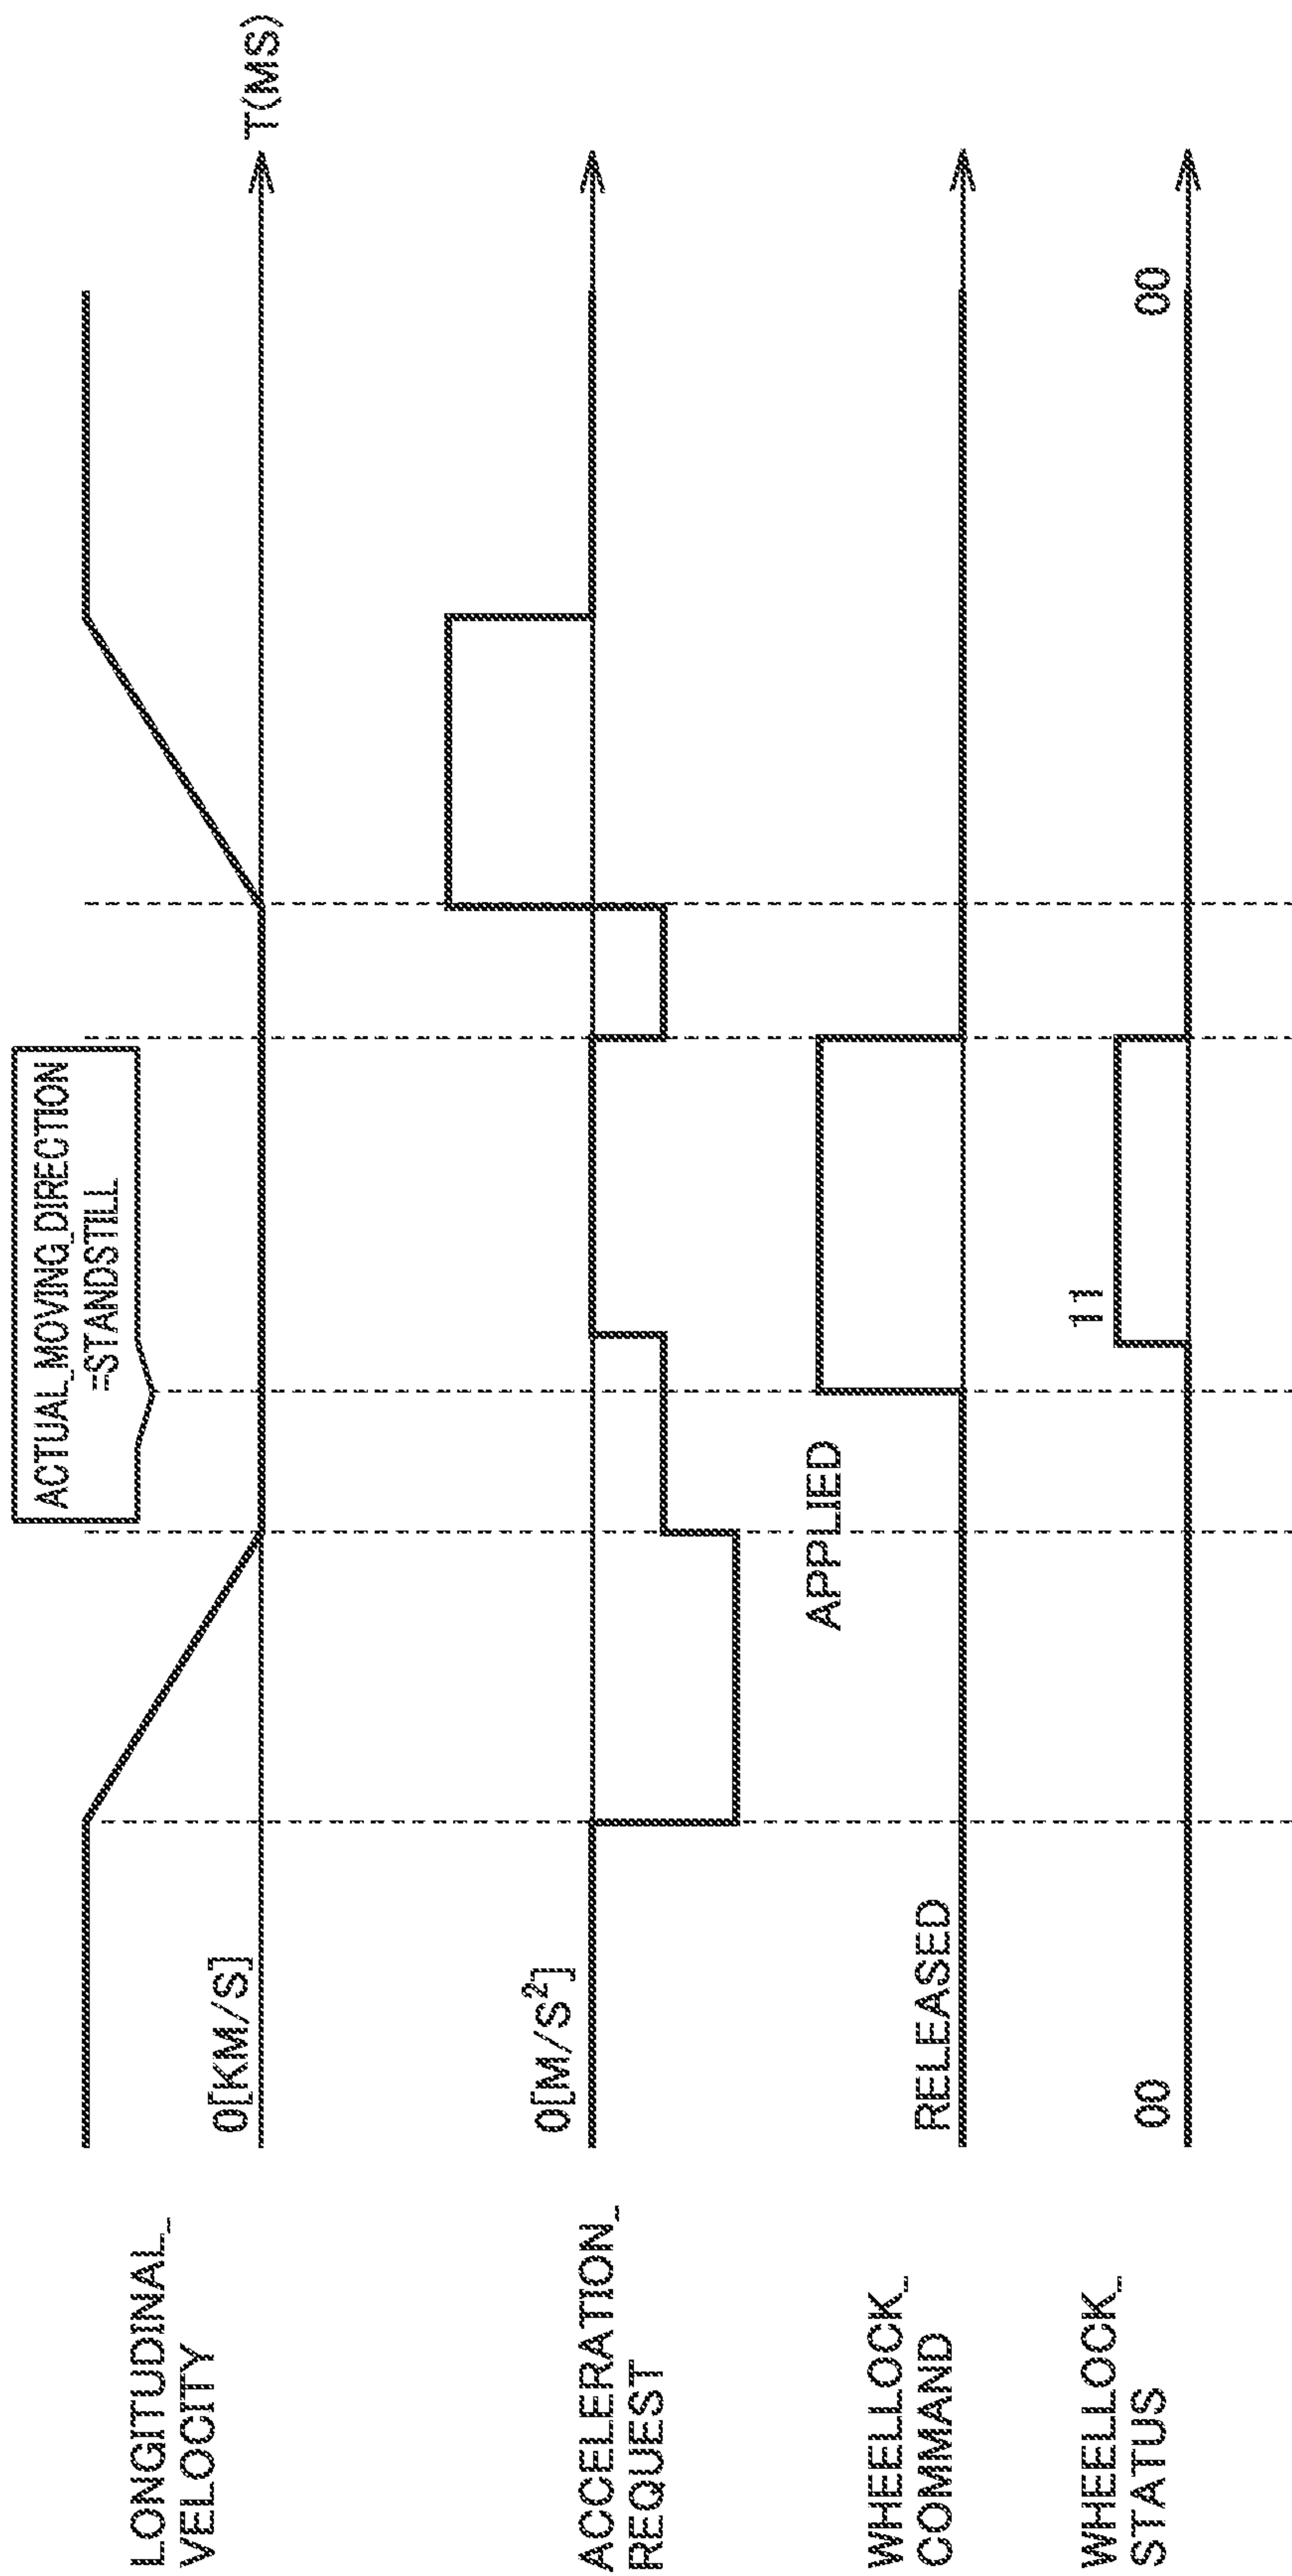 ACTUAL_MOVING_DIRECTION
=STANDSTILL
LONGITUDINAL_
VELOCITY
0[KM/S]
T(MS)
ACCELERATION_
REQUEST
0[M/S²]
WHEELLOCK_
COMMAND
RELEASED
APPLIED
WHEELLOCK_
STATUS
00
11
00